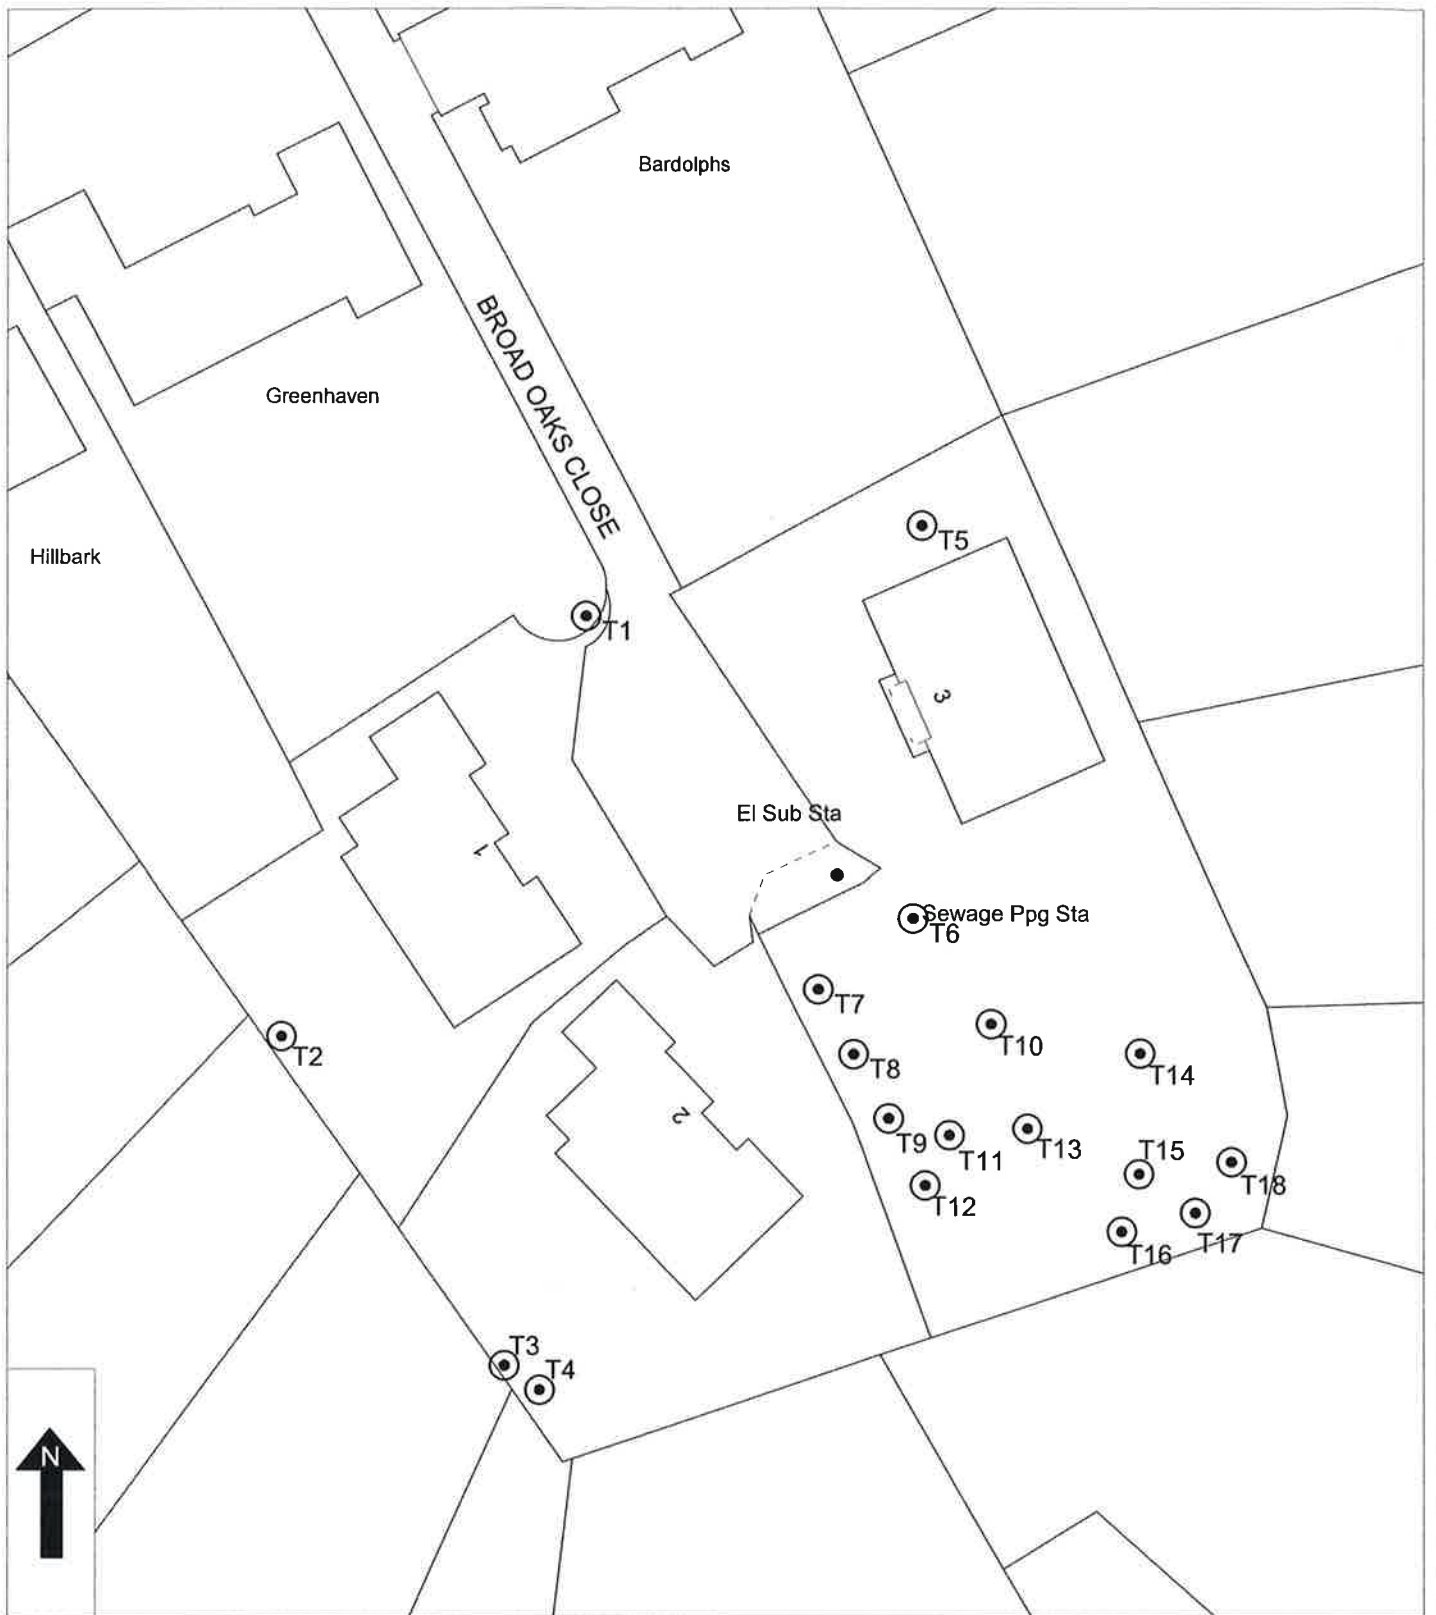 Bardolphs
BROAD OAKS CLOSE
Greenhaven
Hillbark
T5
T1
3
El Sub Sta
1
Sewage Ppg Sta
T6
T7
T10
T2
T8
T14
2
T9
T11
T13
T15
T18
T12
T16
T17
T3
T4
N